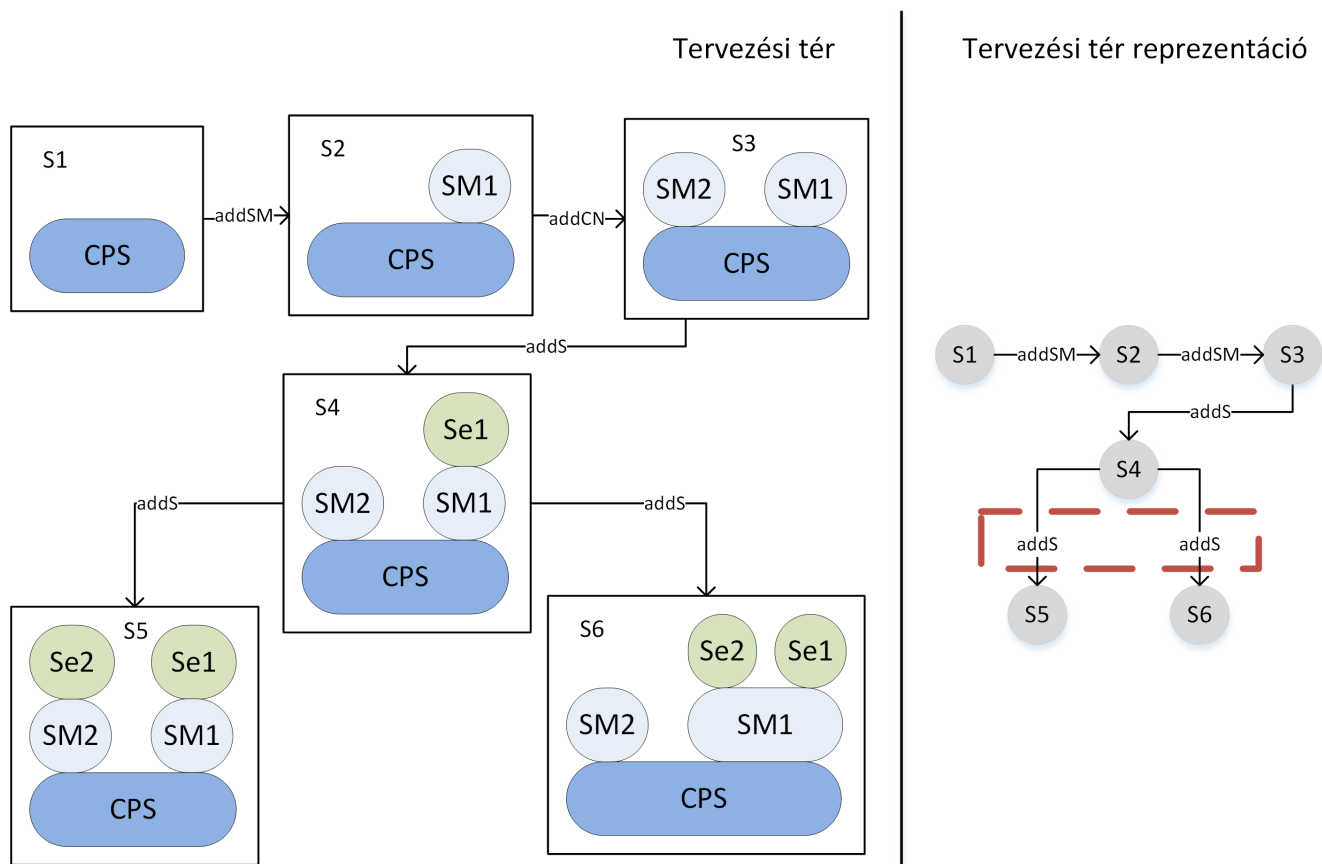 Tervezési tér
S1
CPS
addSM
S2
SM1
CPS
addCN
S3
SM2 SM1
CPS
addS
S4
Se1
SM2 SM1
CPS
addS
addS
S5
Se2 Se1
SM2 SM1
CPS
S6
Se2 Se1
SM2 SM1
CPS
Tervezési tér reprezentáció
S1 addSM S2 addSM S3
addS
S4
addS addS
S5 S6